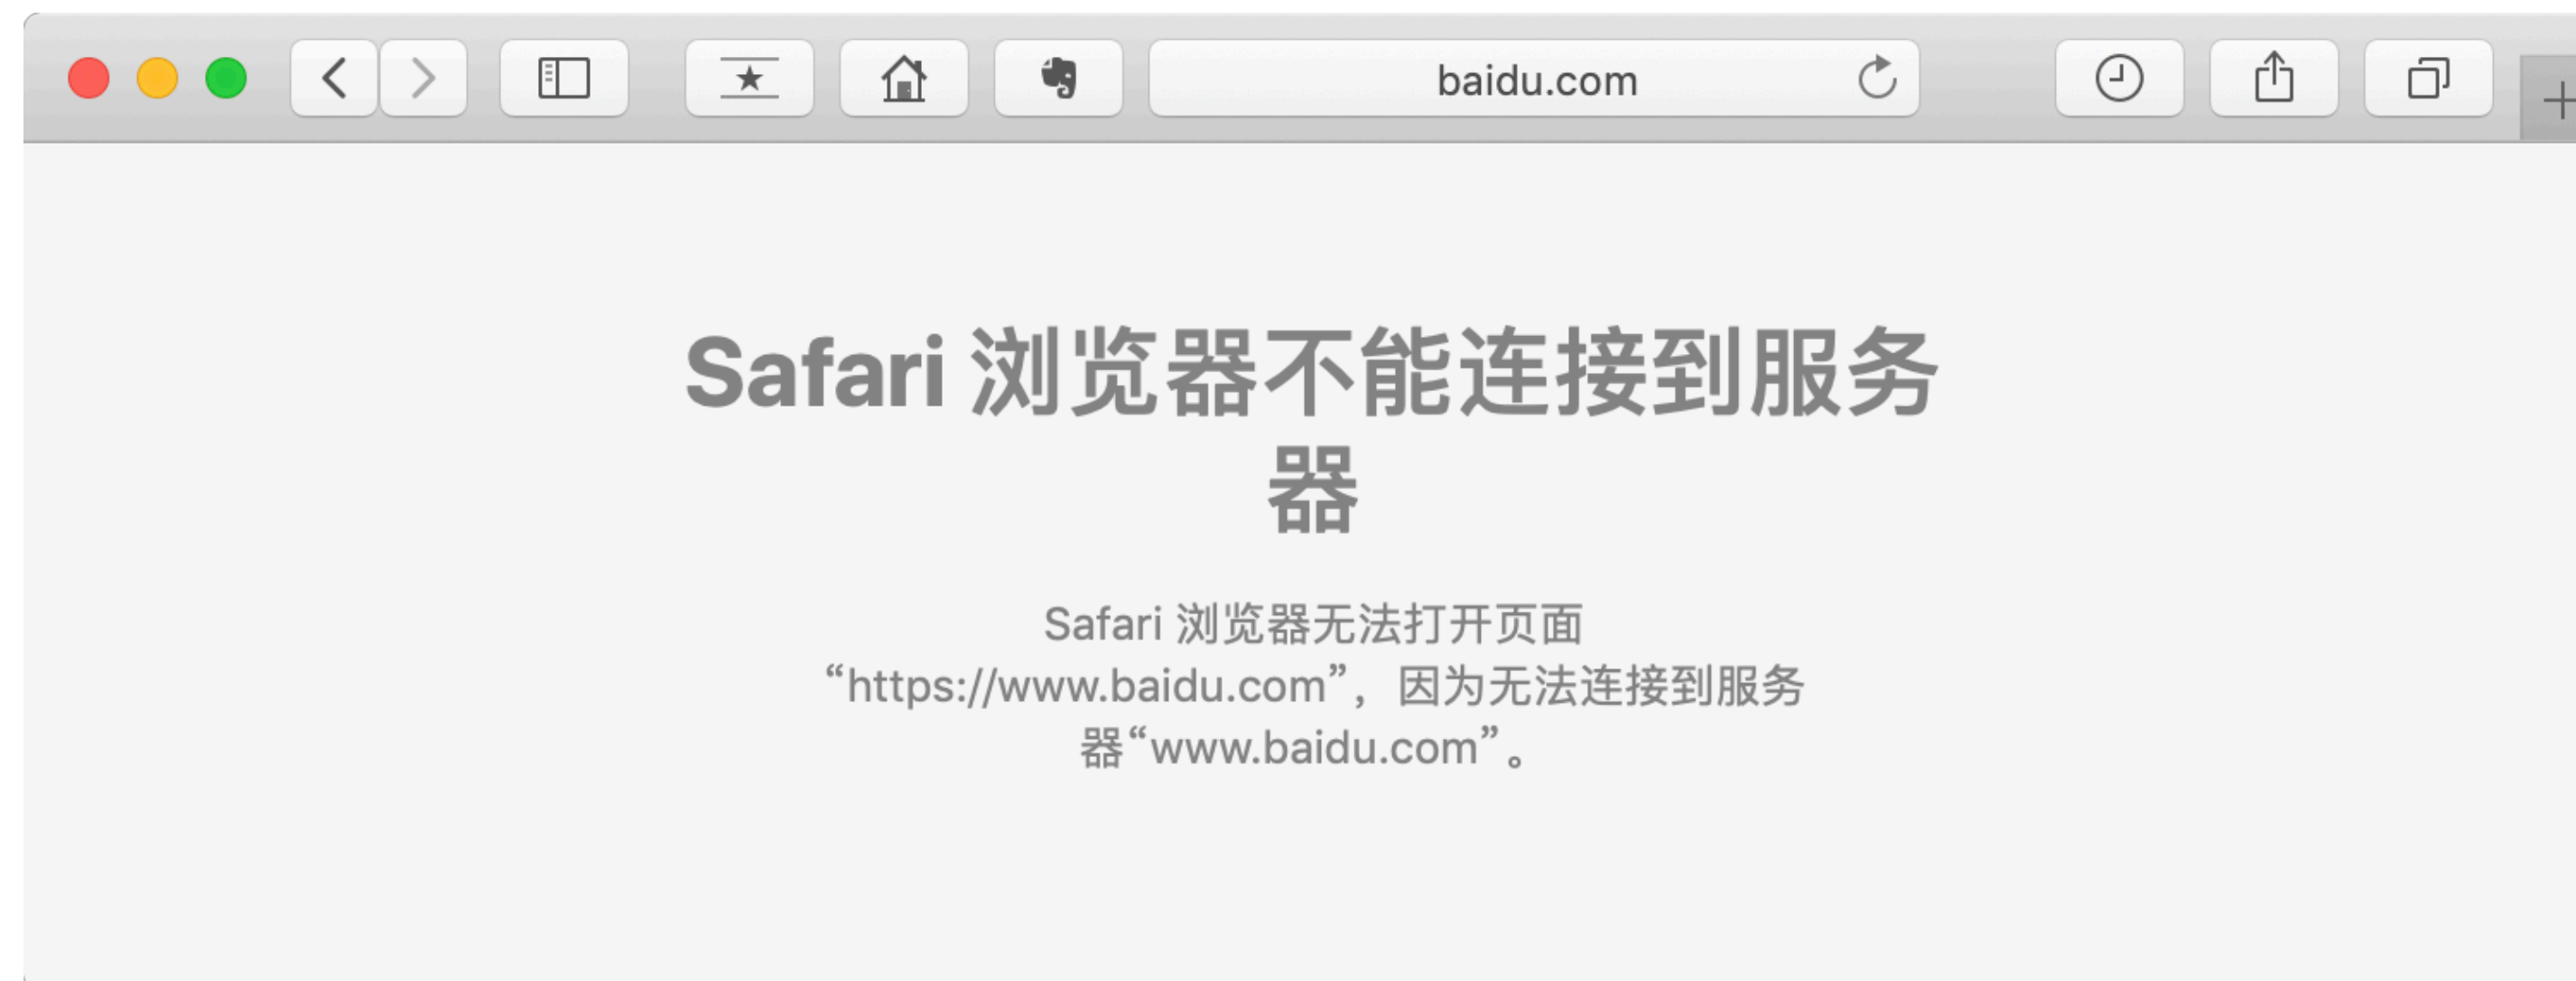 baidu.com
Safari 浏览器不能连接到服务
器
Safari 浏览器无法打开页面
“https://www.baidu.com”，因为无法连接到服务
器“www.baidu.com”。